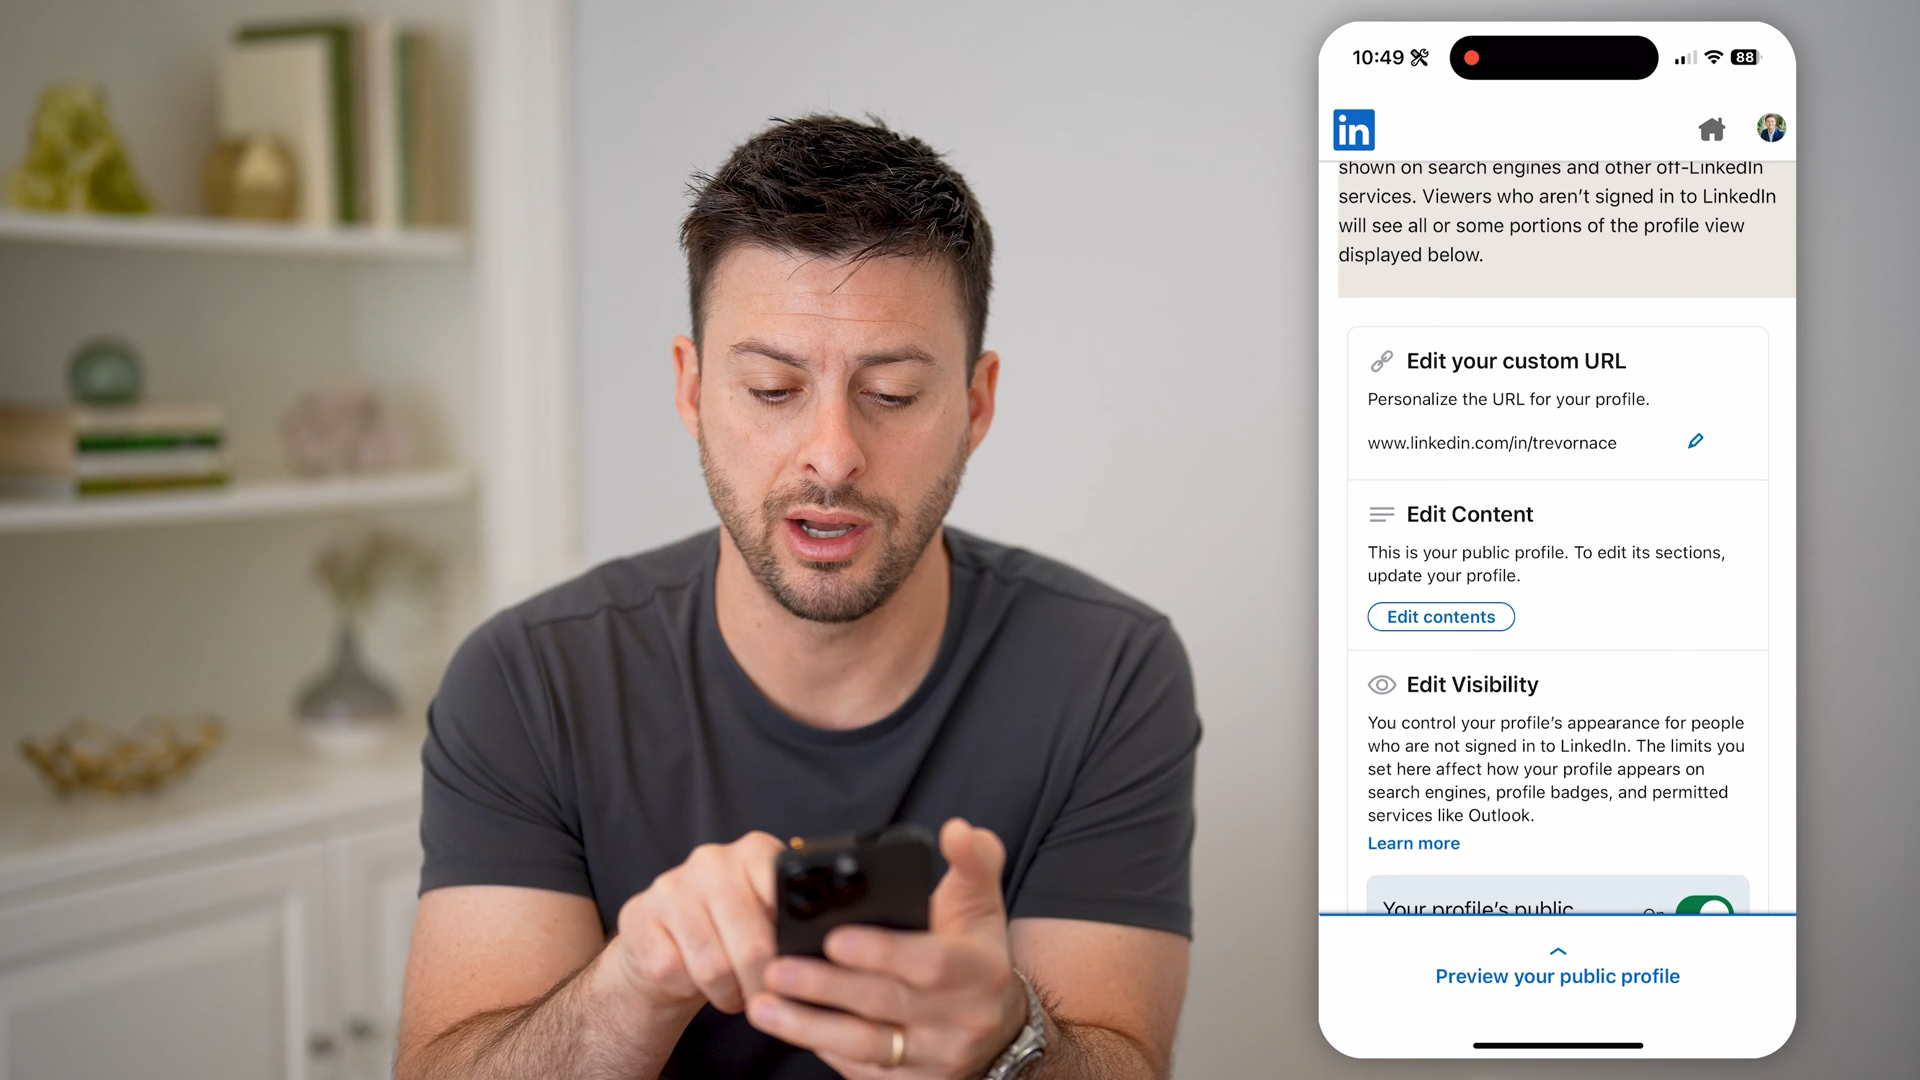 10:49
88
in
shown on search engines and other off-LinkedIn
services. Viewers who aren’t signed in to LinkedIn
will see all or some portions of the profile view
displayed below.
Edit your custom URL
Personalize the URL for your profile.
www.linkedin.com/in/trevornace
Edit Content
This is your public profile. To edit its sections,
update your profile.
Edit contents
Edit Visibility
You control your profile’s appearance for people
who are not signed in to LinkedIn. The limits you
set here affect how your profile appears on
search engines, profile badges, and permitted
services like Outlook.
Learn more
Your profile’s public
On
Preview your public profile